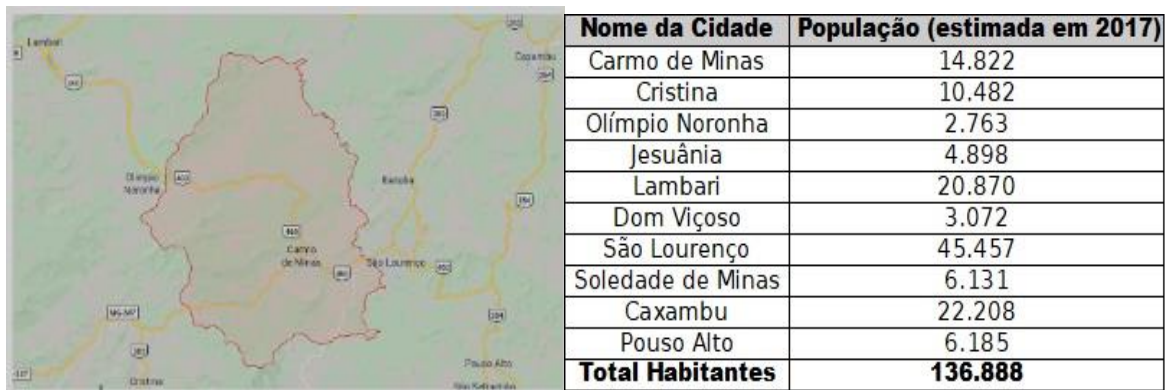 Lambari
Caxambu
Olímpio
Noronha
Carmo
de Minas
São Lourenço
MG-347
Pouso Alto
Cristina
Nome da Cidade População (estimada em 2017)
Carmo de Minas 14.822
Cristina 10.482
Olímpio Noronha 2.763
Jesuânia 4.898
Lambari 20.870
Dom Viçoso 3.072
São Lourenço 45.457
Soledade de Minas 6.131
Caxambu 22.208
Pouso Alto 6.185
Total Habitantes 136.888